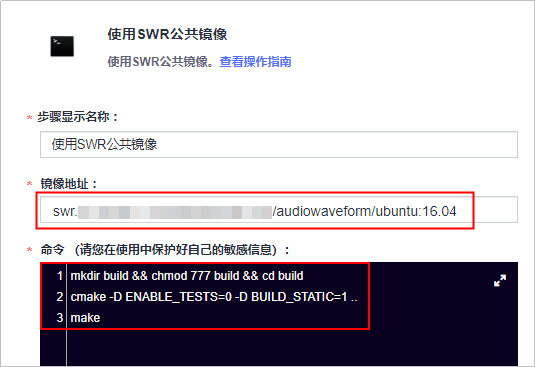 使用SWR公共镜像
使用SWR公共镜像。查看操作指南
* 步骤显示名称：
使用SWR公共镜像
* 镜像地址：
swr. /audiowaveform/ubuntu:16.04
* 命令 （请您在使用中保护好自己的敏感信息）：
1 mkdir build && chmod 777 build && cd build
2 cmake -D ENABLE_TESTS=0 -D BUILD_STATIC=1 ..
3 make